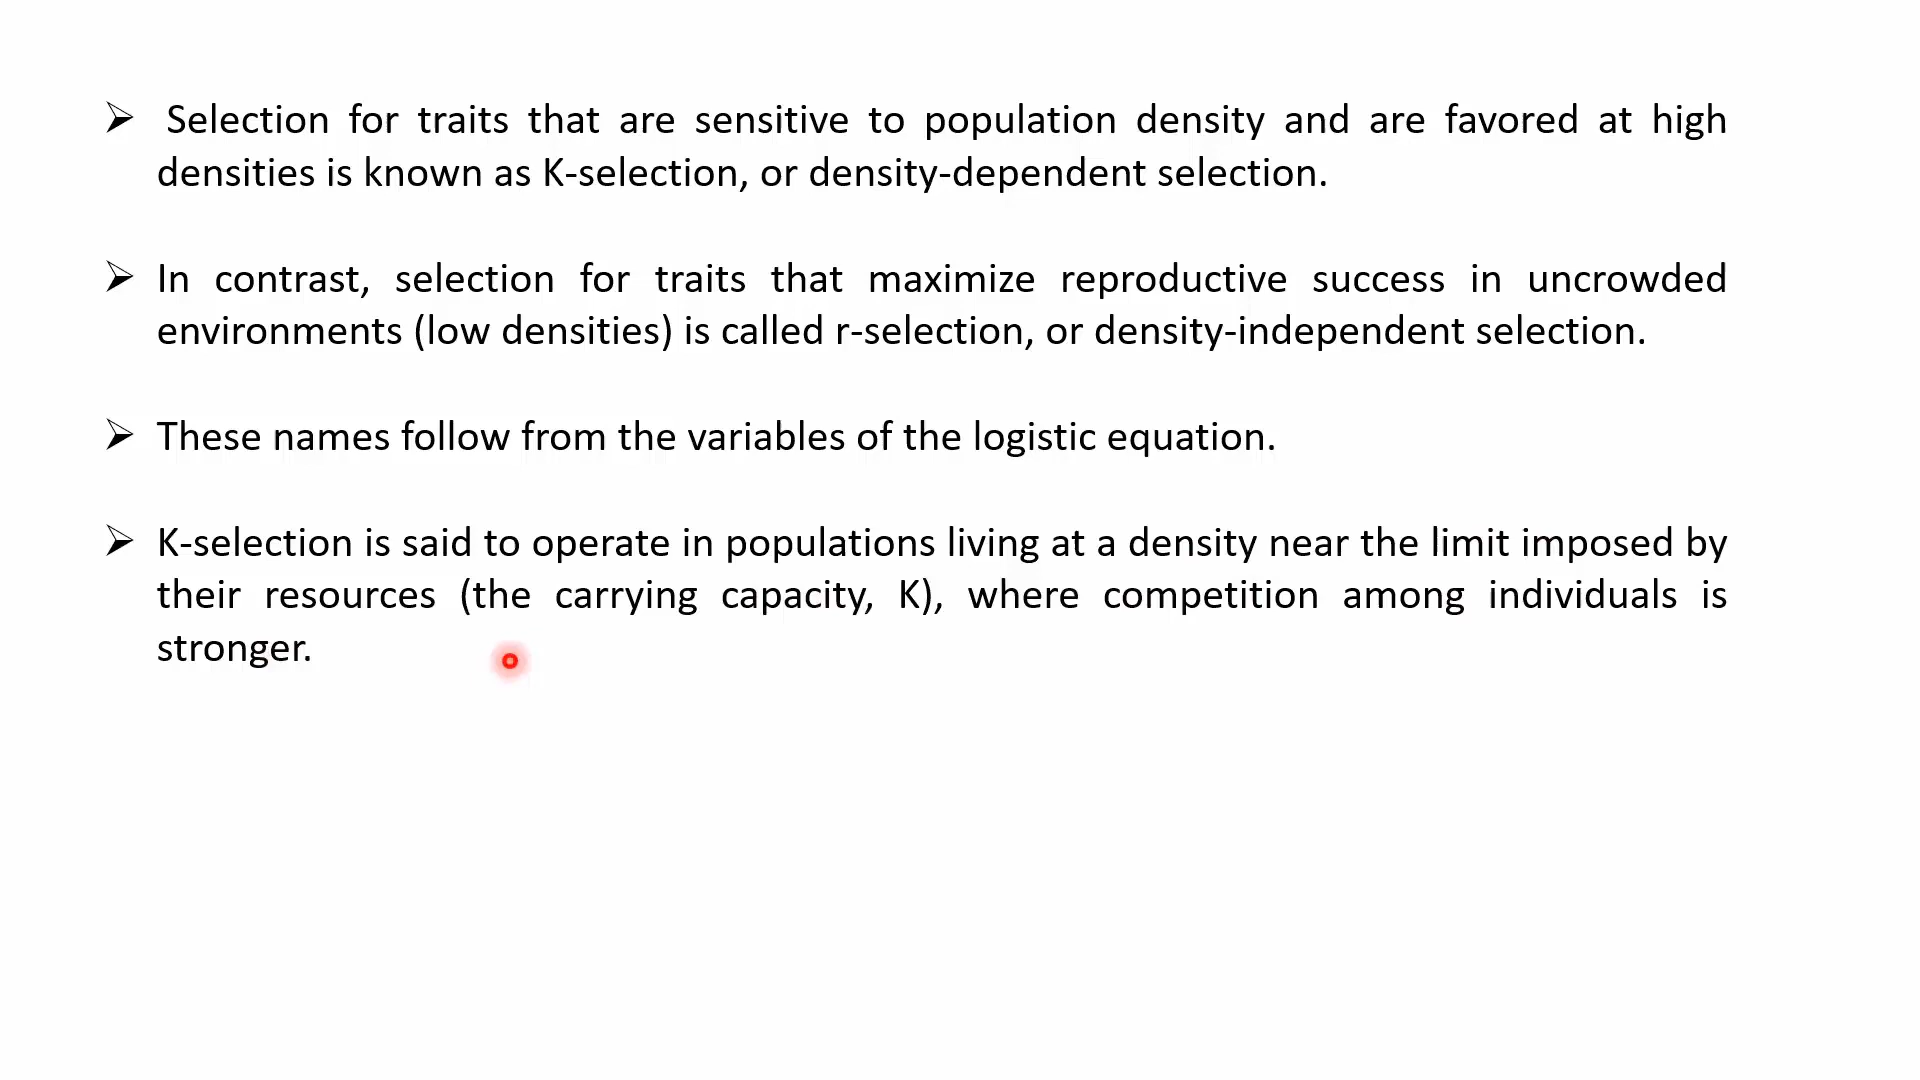 ➢ Selection for traits that are sensitive to population density and are favored at high
densities is known as K-selection, or density-dependent selection.
➢ In contrast, selection for traits that maximize reproductive success in uncrowded
environments (low densities) is called r-selection, or density-independent selection.
➢ These names follow from the variables of the logistic equation.
➢ K-selection is said to operate in populations living at a density near the limit imposed by
their resources (the carrying capacity, K), where competition among individuals is
stronger.